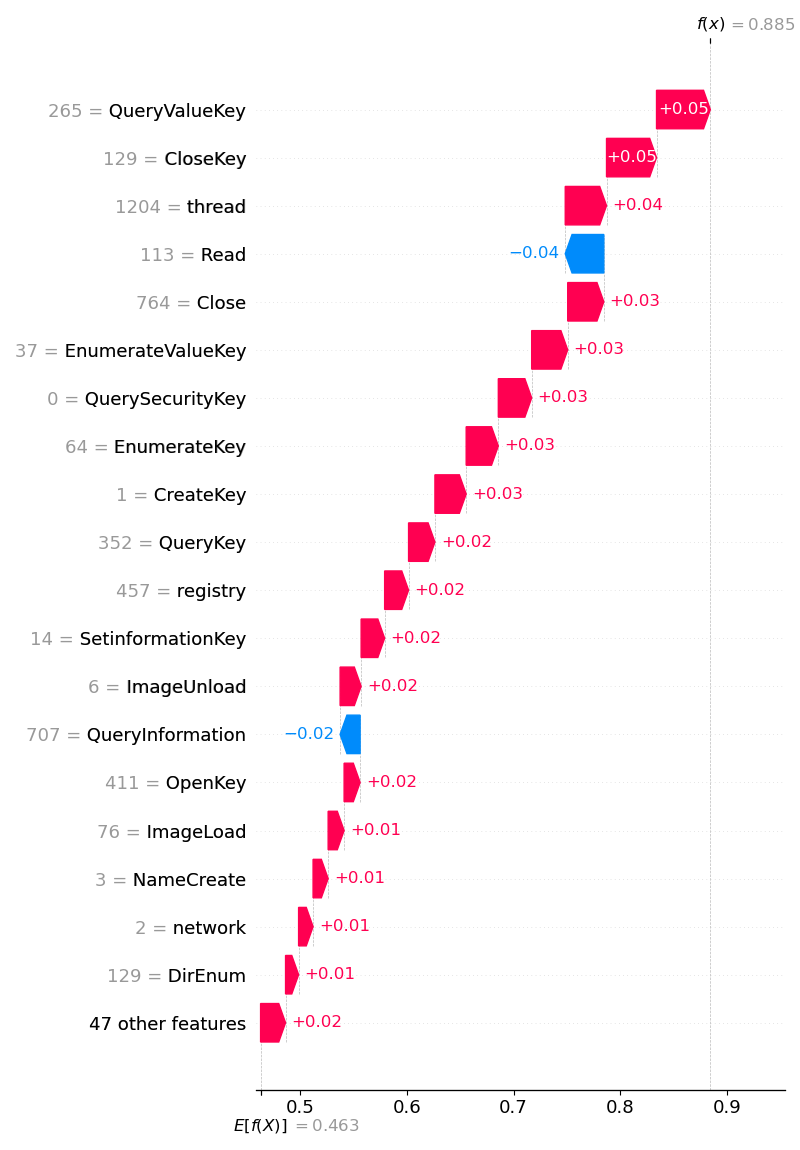 f(x) = 0.885
265 = QueryValueKey +0.05
129 = CloseKey +0.05
1204 = thread +0.04
113 = Read −0.04
764 = Close +0.03
37 = EnumerateValueKey +0.03
0 = QuerySecurityKey +0.03
64 = EnumerateKey +0.03
1 = CreateKey +0.03
352 = QueryKey +0.02
457 = registry +0.02
14 = SetinformationKey +0.02
6 = ImageUnload +0.02
707 = QueryInformation −0.02
411 = OpenKey +0.02
76 = ImageLoad +0.01
3 = NameCreate +0.01
2 = network +0.01
129 = DirEnum +0.01
47 other features +0.02
0.5 0.6 0.7 0.8 0.9
E[f(X)] = 0.463